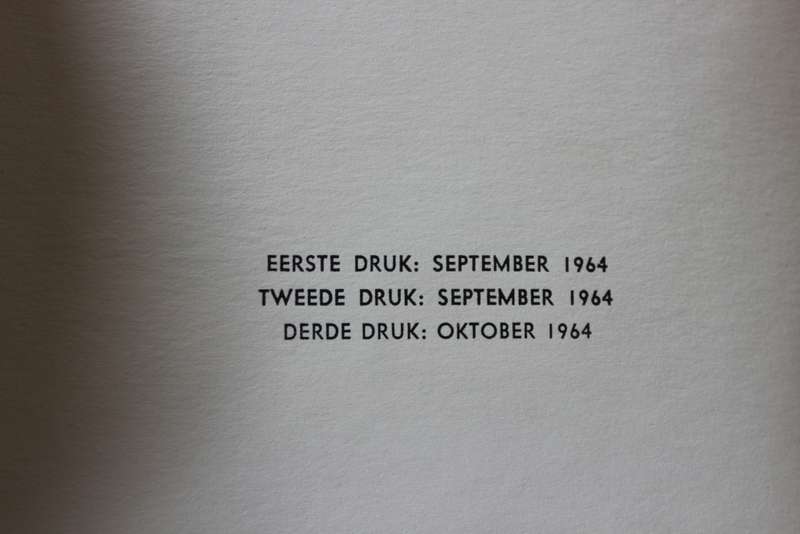 EERSTE DRUK: SEPTEMBER 1964
TWEEDE DRUK: SEPTEMBER 1964
DERDE DRUK: OKTOBER 1964